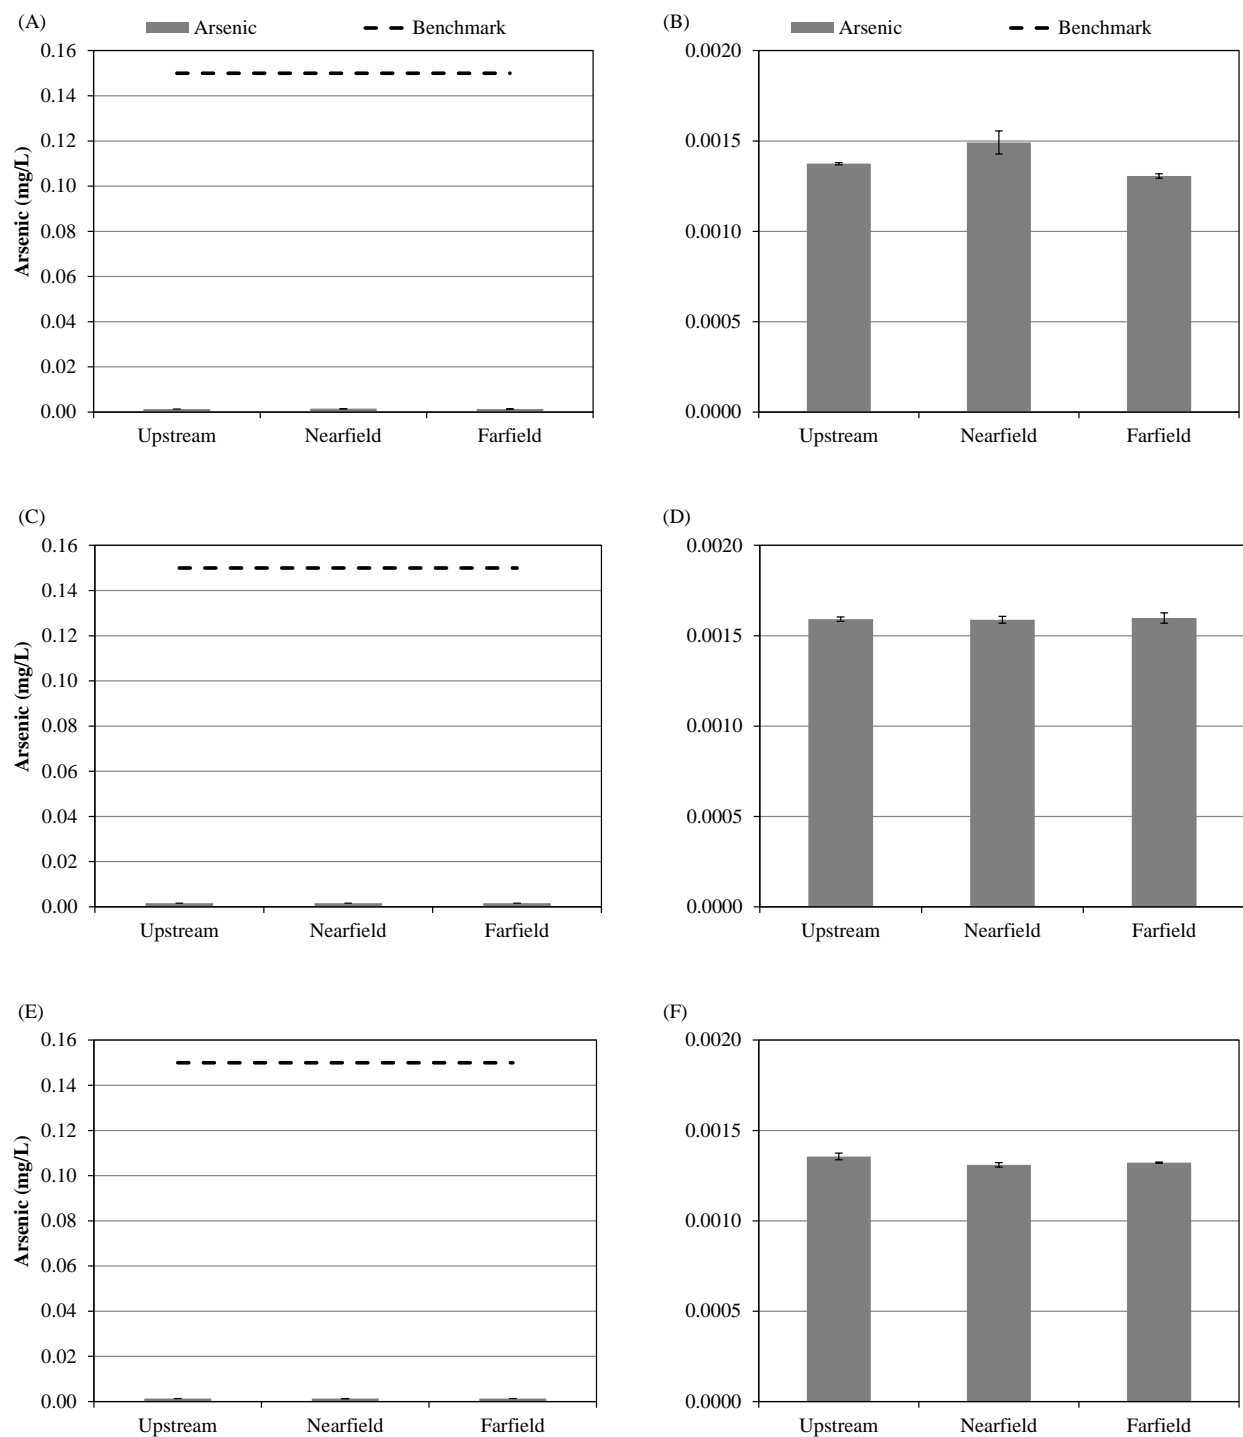 (A)
Arsenic
Benchmark
0.16
0.14
0.12
0.10
0.08
0.06
0.04
0.02
0.00
Arsenic (mg/L)
Upstream Nearfield Farfield
(B)
Arsenic
Benchmark
0.0020
0.0015
0.0010
0.0005
0.0000
Upstream Nearfield Farfield
(C)
0.16
0.14
0.12
0.10
0.08
0.06
0.04
0.02
0.00
Arsenic (mg/L)
Upstream Nearfield Farfield
(D)
0.0020
0.0015
0.0010
0.0005
0.0000
Upstream Nearfield Farfield
(E)
0.16
0.14
0.12
0.10
0.08
0.06
0.04
0.02
0.00
Arsenic (mg/L)
Upstream Nearfield Farfield
(F)
0.0020
0.0015
0.0010
0.0005
0.0000
Upstream Nearfield Farfield